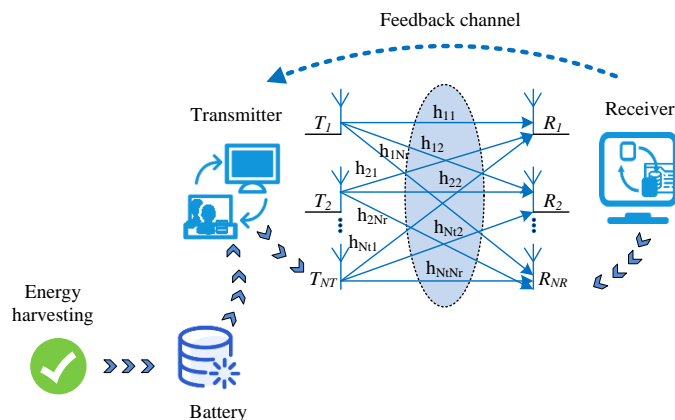 Feedback channel
Transmitter
Receiver
T1
h11
R1
h1Nr
h12
h21
h22
T2
R2
h2Nr
hNt1
hNt2
TNT
hNtNr
RNR
Energy
harvesting
Battery